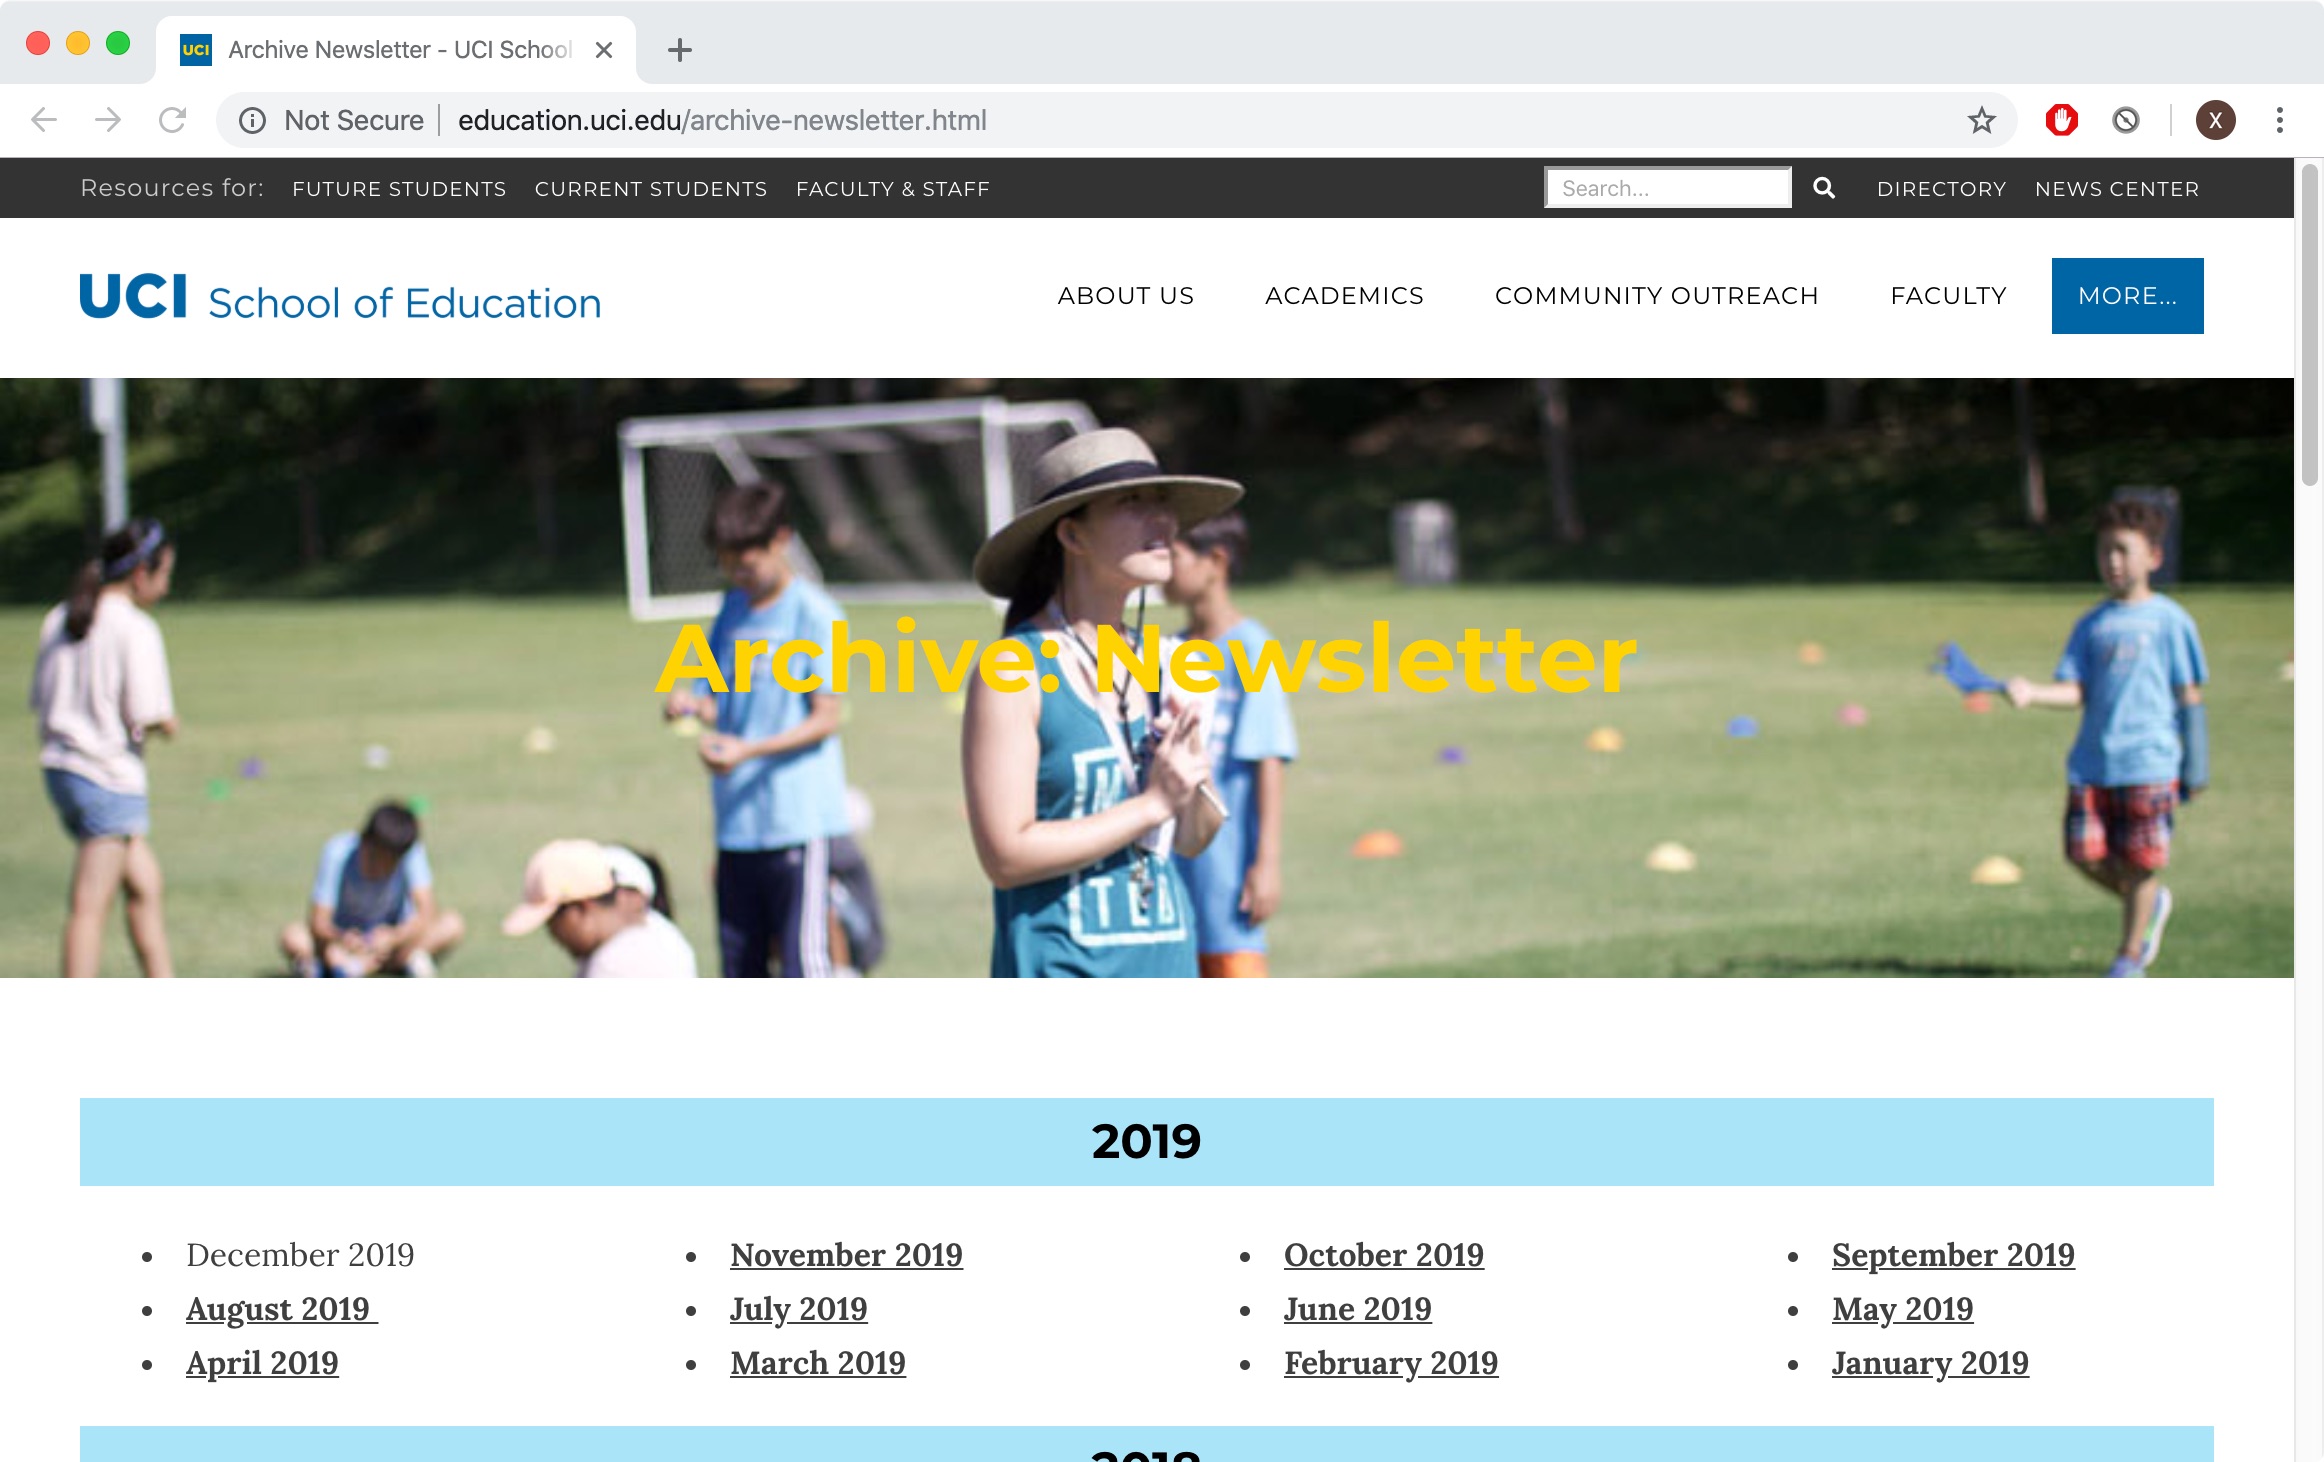 UCI
Archive Newsletter - UCI School
Not Secure
education.uci.edu/archive-newsletter.html
X
Resources for: FUTURE STUDENTS CURRENT STUDENTS FACULTY & STAFF
Search...
DIRECTORY NEWS CENTER
UCI School of Education
ABOUT US ACADEMICS COMMUNITY OUTREACH FACULTY MORE...
Archive: Newsletter
2019
December 2019 November 2019 October 2019 September 2019
August 2019 July 2019 June 2019 May 2019
April 2019 March 2019 February 2019 January 2019
2018